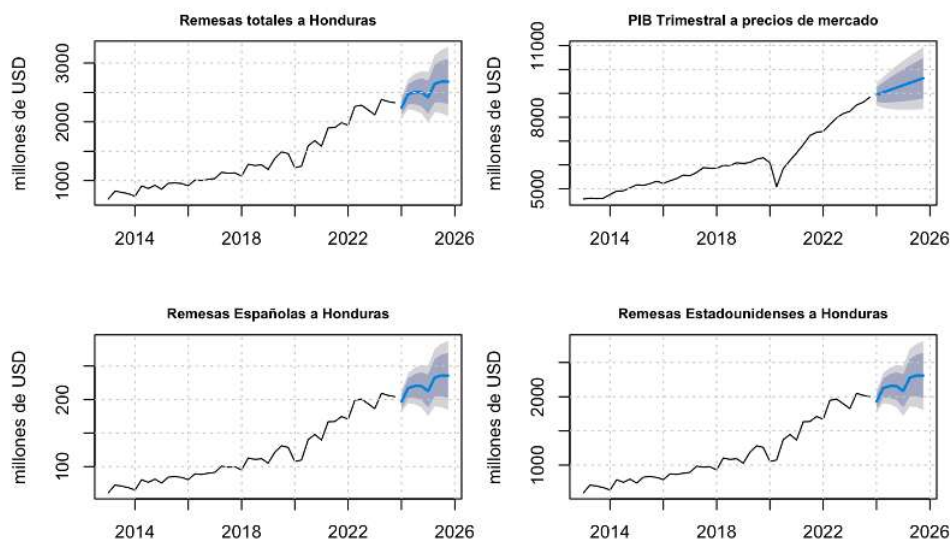 Remesas totales a Honduras
millones de USD
3000
2000
1000
2014 2018 2022 2026
PIB Trimestral a precios de mercado
millones de USD
11000
8000
5000
2014 2018 2022 2026
Remesas Españolas a Honduras
millones de USD
200
100
2014 2018 2022 2026
Remesas Estadounidenses a Honduras
millones de USD
2000
1000
2014 2018 2022 2026